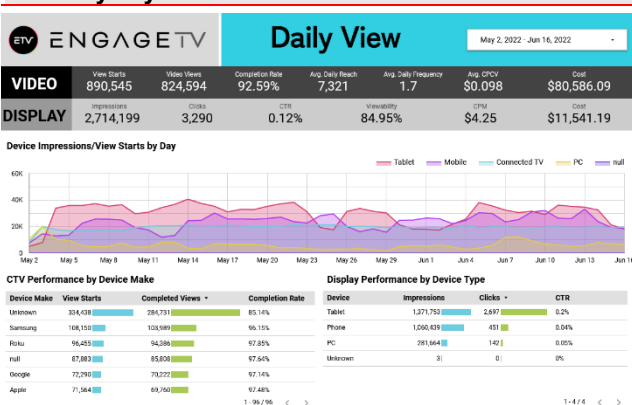 ETV ENGAGETV
Daily View
May 2, 2022 - Jun 16, 2022
VIDEO
View Starts Video Views Completion Rate Avg. Daily Reach Avg. Daily Frequency Avg. CPCV Cost
890,545 824,594 92.59% 7,321 1.7 $0.098 $80,586.09
DISPLAY
Impressions Clicks CTR Viewability CPM Cost
2,714,199 3,290 0.12% 84.95% $4.25 $11,541.19
Device Impressions/View Starts by Day
Tablet Mobile Connected TV PC null
60K
40K
20K
0
May 2 May 5 May 8 May 11 May 14 May 17 May 20 May 23 May 26 May 29 Jun 1 Jun 4 Jun 7 Jun 10 Jun 13 Jun 16
CTV Performance by Device Make
Device Make View Starts Completed Views Completion Rate
Unknown 334,438 284,731 85.14%
Samsung 108,150 103,989 96.15%
Roku 96,455 94,386 97.85%
null 87,883 85,808 97.64%
Google 72,290 70,222 97.14%
Apple 71,564 69,760 97.48%
1 - 96 / 96 < >
Display Performance by Device Type
Device Impressions Clicks CTR
Tablet 1,371,753 2,697 0.2%
Phone 1,060,439 451 0.04%
PC 281,664 142 0.05%
Unknown 3 0 0%
1 - 4 / 4 < >